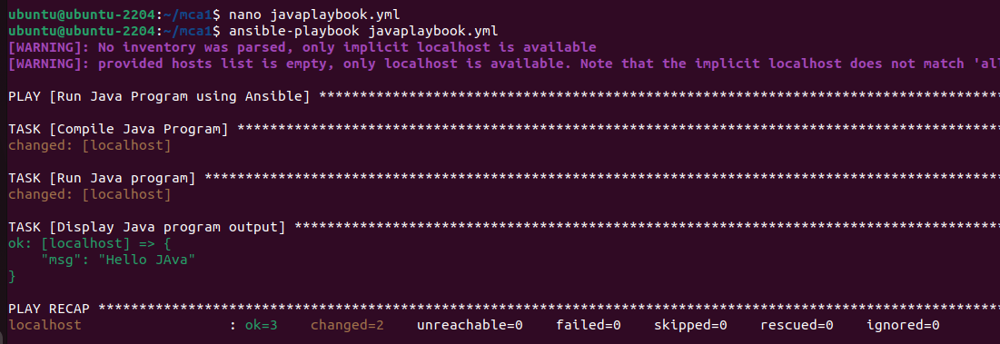 ubuntu@ubuntu-2204:~/mca1$ nano javaplaybook.yml
ubuntu@ubuntu-2204:~/mca1$ ansible-playbook javaplaybook.yml
[WARNING]: No inventory was parsed, only implicit localhost is available
[WARNING]: provided hosts list is empty, only localhost is available. Note that the implicit localhost does not match 'al
PLAY [Run Java Program using Ansible] ************************************************************************************
TASK [Compile Java Program] **********************************************************************************************
changed: [localhost]
TASK [Run Java program] **************************************************************************************************
changed: [localhost]
TASK [Display Java program output] ***************************************************************************************
ok: [localhost] => {
    "msg": "Hello JAva"
}
PLAY RECAP ***************************************************************************************************************
localhost                  : ok=3    changed=2    unreachable=0    failed=0    skipped=0    rescued=0    ignored=0